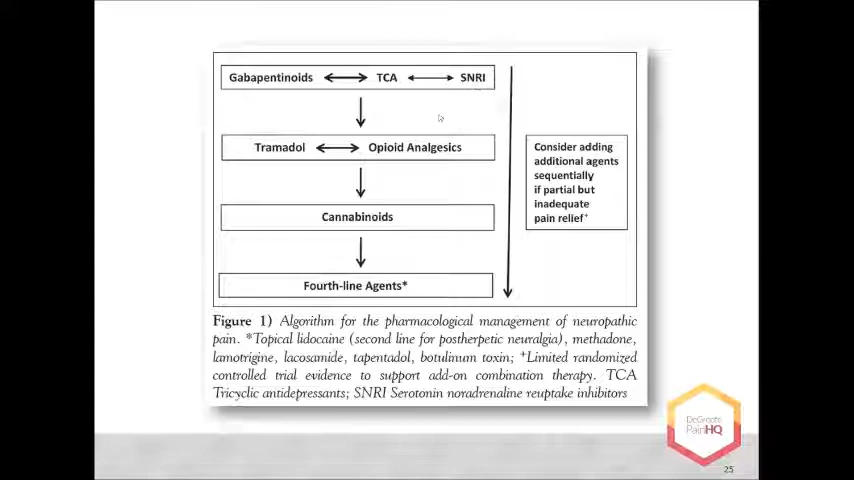 Gabapentinoids TCA SNRI
Tramadol Opioid Analgesics
Cannabinoids
Fourth-line Agents*
Consider adding
additional agents
sequentially
if partial but
inadequate
pain relief⁺
Figure 1) Algorithm for the pharmacological management of neuropathic
pain. *Topical lidocaine (second line for postherpetic neuralgia), methadone,
lamotrigine, lacosamide, tapentadol, botulinum toxin; ⁺Limited randomized
controlled trial evidence to support add-on combination therapy. TCA
Tricyclic antidepressants; SNRI Serotonin noradrenaline reuptake inhibitors
DeGroote
PainHQ
25